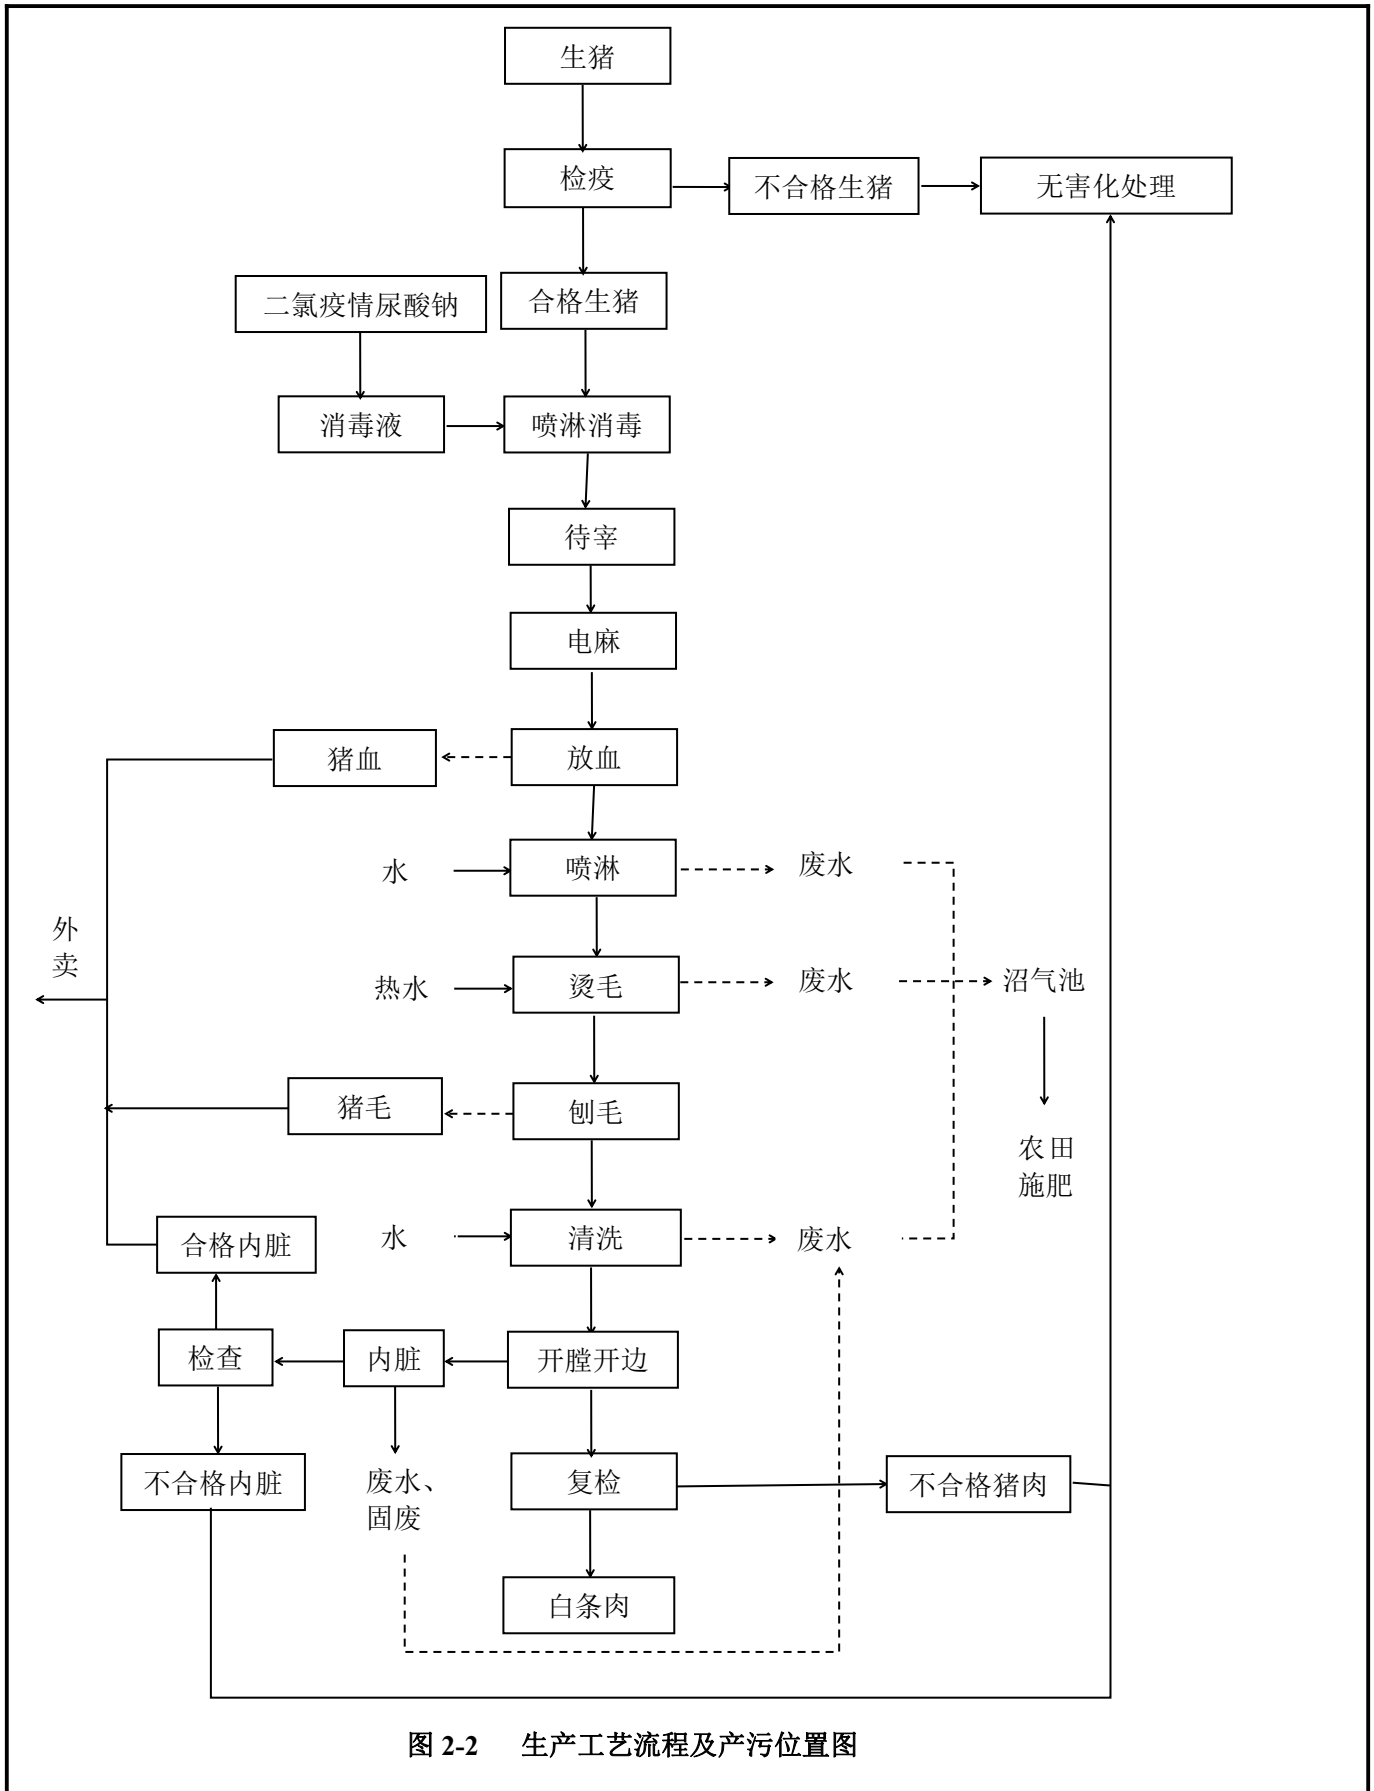 生猪
检疫
不合格生猪
无害化处理
二氯疫情尿酸钠
合格生猪
消毒液
喷淋消毒
待宰
电麻
猪血
放血
水
喷淋
废水
外
卖
热水
烫毛
废水
沼气池
猪毛
刨毛
农田
施肥
合格内脏
水
清洗
废水
检查
内脏
开膛开边
不合格内脏
废水、
固废
复检
不合格猪肉
白条肉
图 2-2 生产工艺流程及产污位置图